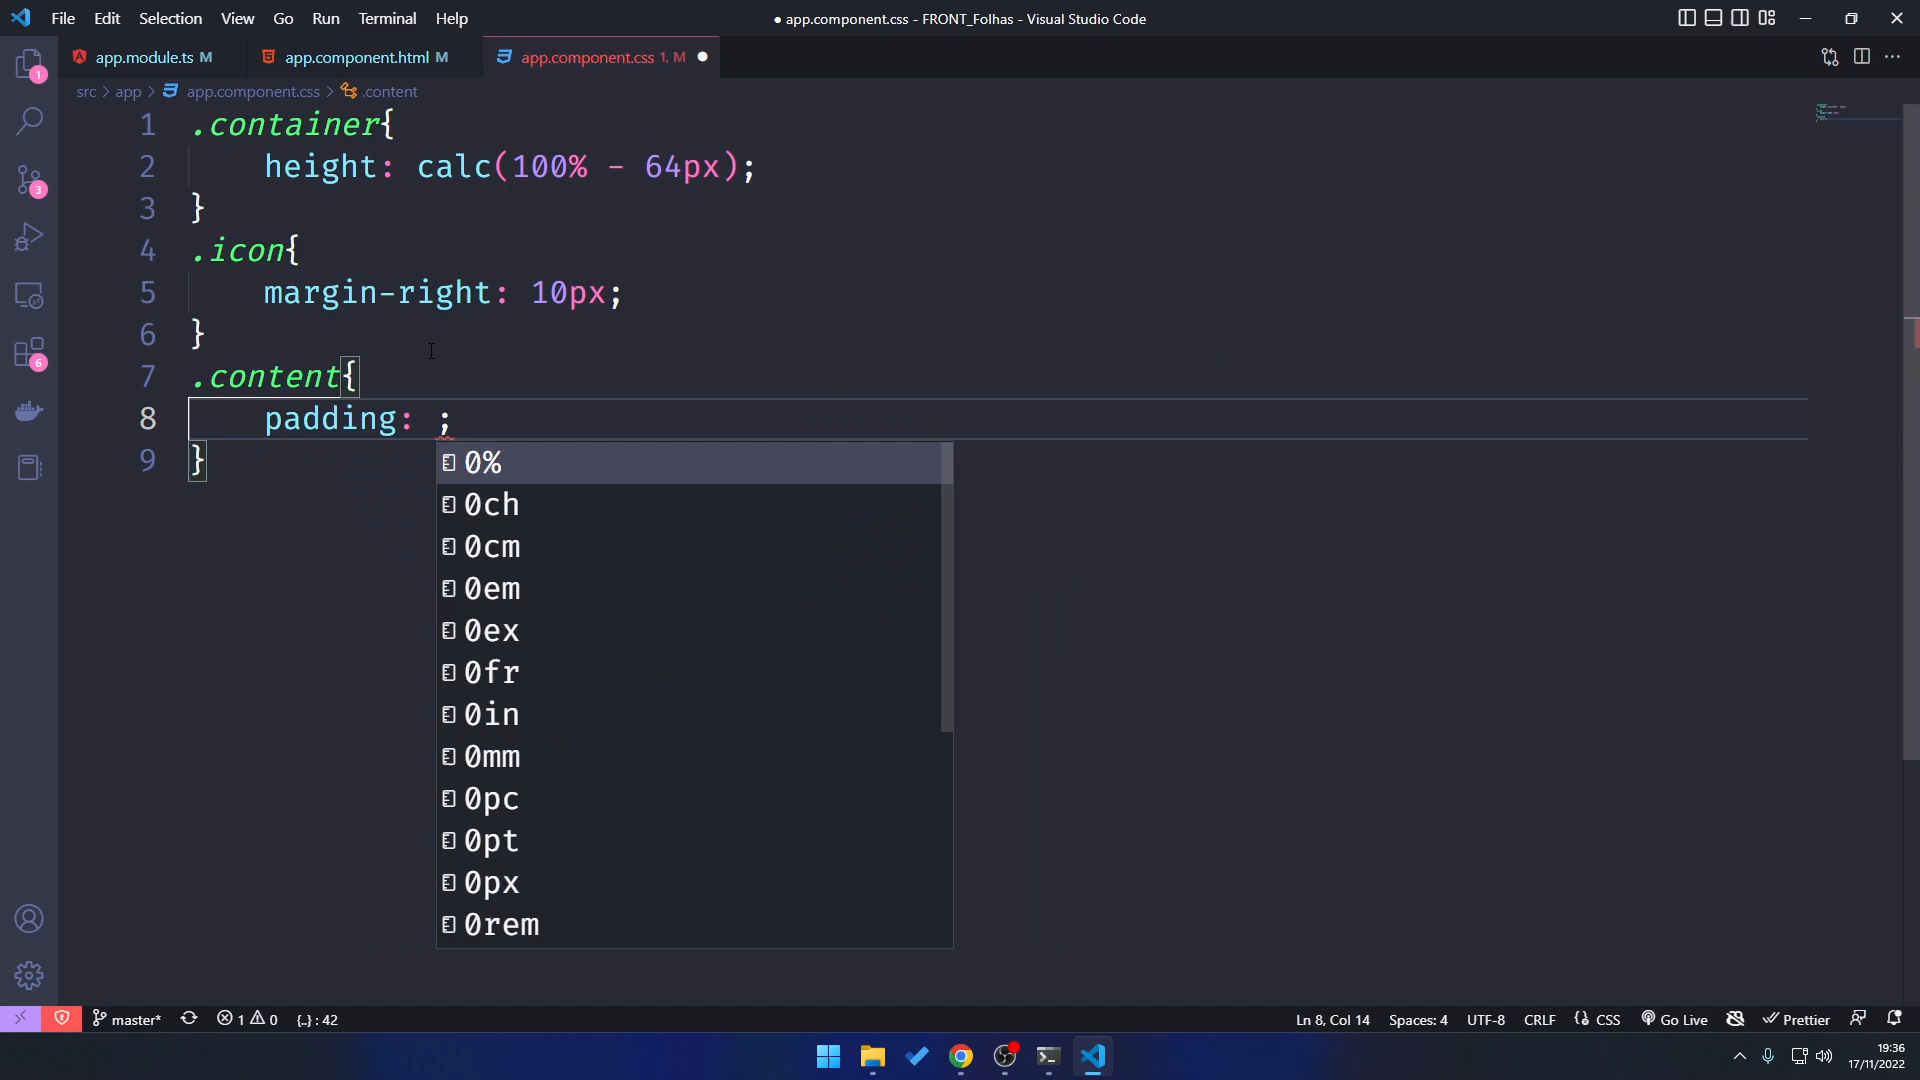 File Edit Selection View Go Run Terminal Help
● app.component.css - FRONT_Folhas - Visual Studio Code
app.module.ts M
app.component.html M
app.component.css 1, M
src > app > app.component.css > .content
1 .container{
2 height: calc(100% - 64px);
3 }
4 .icon{
5 margin-right: 10px;
6 }
7 .content{
8 padding: ;
9 }
0%
0ch
0cm
0em
0ex
0fr
0in
0mm
0pc
0pt
0px
0rem
1
3
6
master* 1 0 {..} : 42
Ln 8, Col 14 Spaces: 4 UTF-8 CRLF CSS Go Live Prettier
19:36
17/11/2022